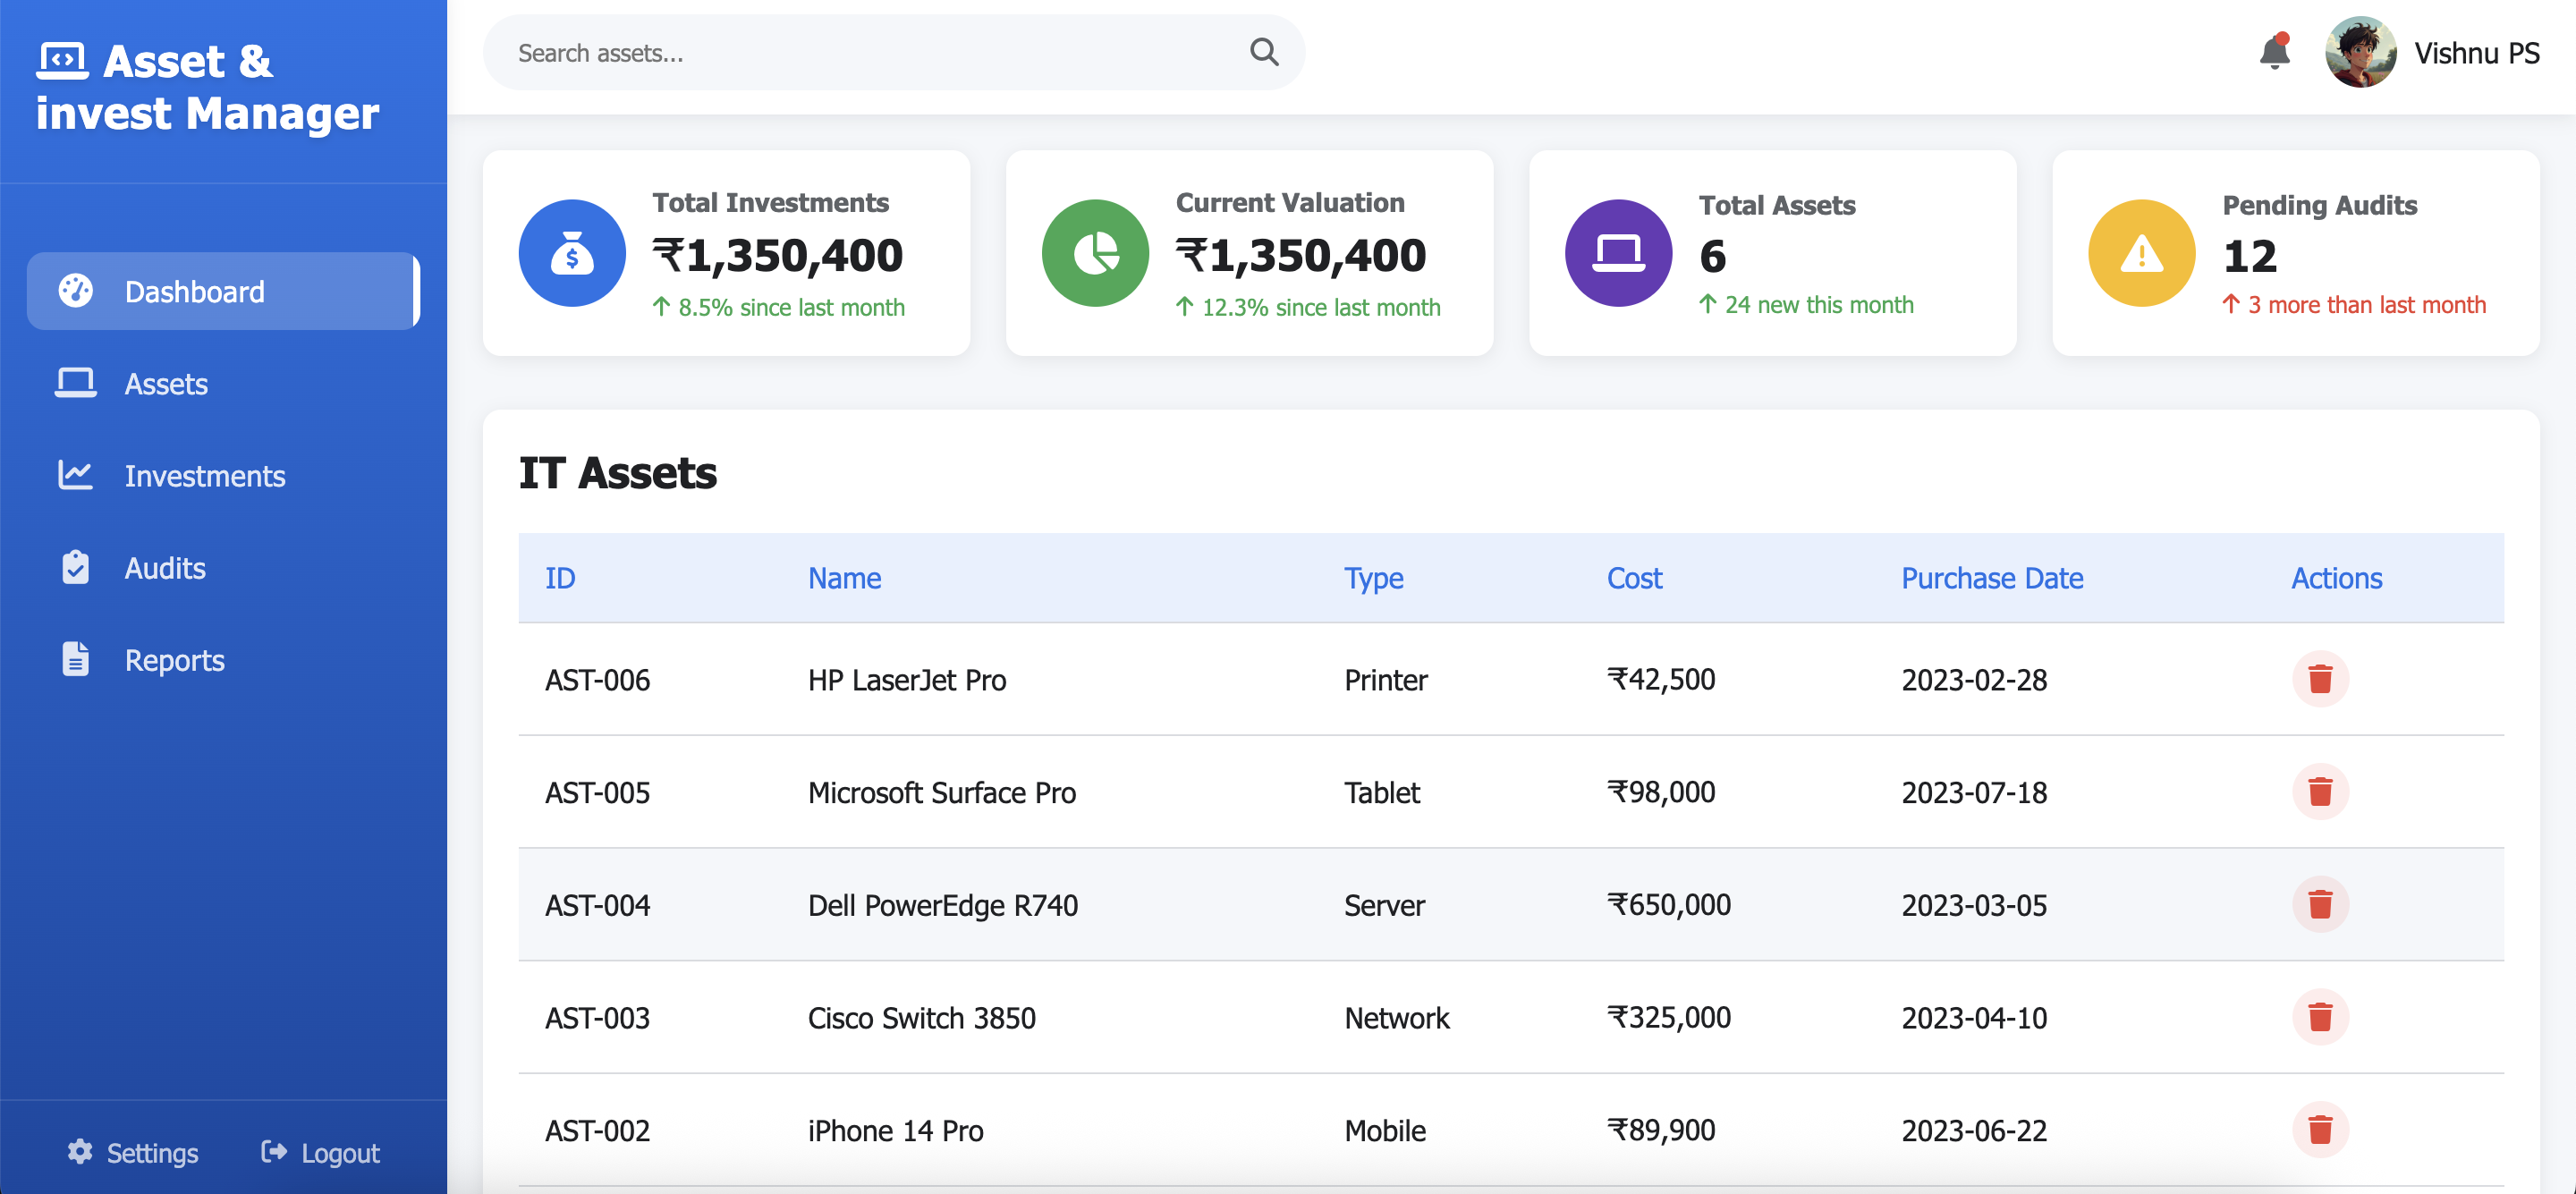 Asset &
invest Manager
Dashboard
Assets
Investments
Audits
Reports
Settings
Logout
Search assets...
Vishnu PS
Total Investments
₹1,350,400
↑ 8.5% since last month
Current Valuation
₹1,350,400
↑ 12.3% since last month
Total Assets
6
↑ 24 new this month
Pending Audits
12
↑ 3 more than last month
IT Assets
ID Name Type Cost Purchase Date Actions
AST-006 HP LaserJet Pro Printer ₹42,500 2023-02-28
AST-005 Microsoft Surface Pro Tablet ₹98,000 2023-07-18
AST-004 Dell PowerEdge R740 Server ₹650,000 2023-03-05
AST-003 Cisco Switch 3850 Network ₹325,000 2023-04-10
AST-002 iPhone 14 Pro Mobile ₹89,900 2023-06-22